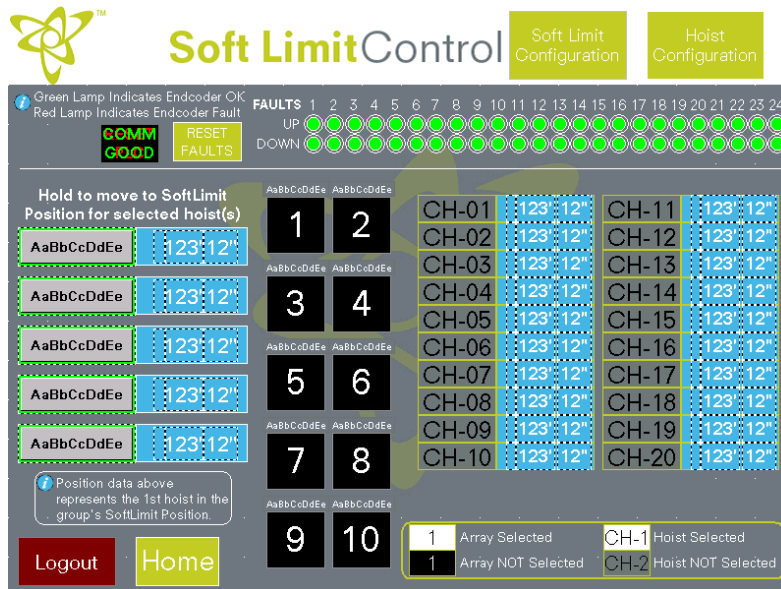 TM
Soft LimitControl
Soft Limit
Configuration
Hoist
Configuration
Green Lamp Indicates Endcoder OK
Red Lamp Indicates Endcoder Fault
COMM
GOOD
RESET
FAULTS
FAULTS 1 2 3 4 5 6 7 8 9 10 11 12 13 14 15 16 17 18 19 20 21 22 23 24
UP
DOWN
Hold to move to SoftLimit
Position for selected hoist(s)
AaBbCcDdEe 123' 12"
AaBbCcDdEe 123' 12"
AaBbCcDdEe 123' 12"
AaBbCcDdEe 123' 12"
AaBbCcDdEe 123' 12"
Position data above
represents the 1st hoist in the
group's SoftLimit Position.
Logout
Home
AaBbCcDdEe AaBbCcDdEe
1 2
AaBbCcDdEe AaBbCcDdEe
3 4
AaBbCcDdEe AaBbCcDdEe
5 6
AaBbCcDdEe AaBbCcDdEe
7 8
AaBbCcDdEe AaBbCcDdEe
9 10
CH-01 123' 12" CH-11 123' 12"
CH-02 123' 12" CH-12 123' 12"
CH-03 123' 12" CH-13 123' 12"
CH-04 123' 12" CH-14 123' 12"
CH-05 123' 12" CH-15 123' 12"
CH-06 123' 12" CH-16 123' 12"
CH-07 123' 12" CH-17 123' 12"
CH-08 123' 12" CH-18 123' 12"
CH-09 123' 12" CH-19 123' 12"
CH-10 123' 12" CH-20 123' 12"
1 Array Selected CH-1 Hoist Selected
1 Array NOT Selected CH-2 Hoist NOT Selected